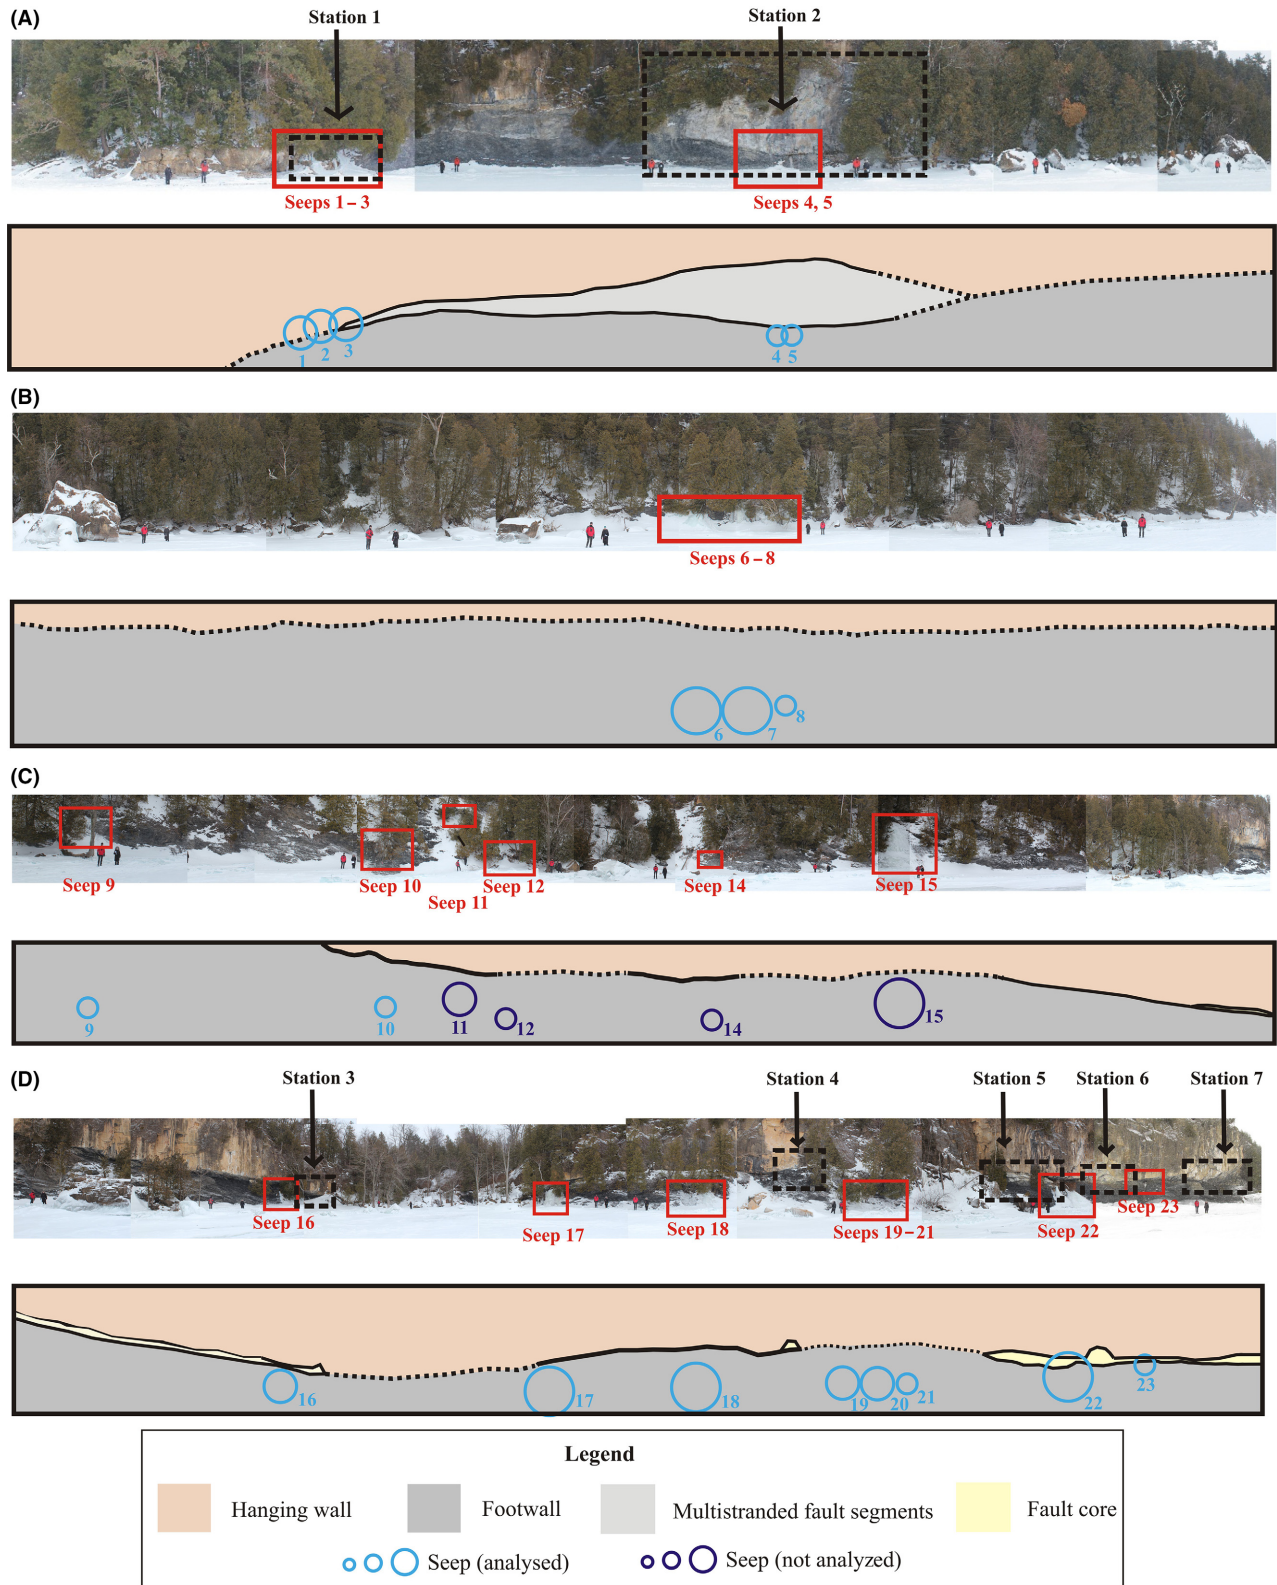 (A)
Station 1
Station 2
Seeps 1–3
Seeps 4, 5
1
2
3
4
5
(B)
Seeps 6–8
6
7
8
(C)
Seep 9
Seep 10
Seep 11
Seep 12
Seep 14
Seep 15
9
10
11
12
14
15
(D)
Station 3
Station 4
Station 5
Station 6
Station 7
Seep 16
Seep 17
Seep 18
Seeps 19–21
Seep 22
Seep 23
16
17
18
19
20
21
22
23
Legend
Hanging wall
Footwall
Multistranded fault segments
Fault core
Seep (analysed)
Seep (not analyzed)